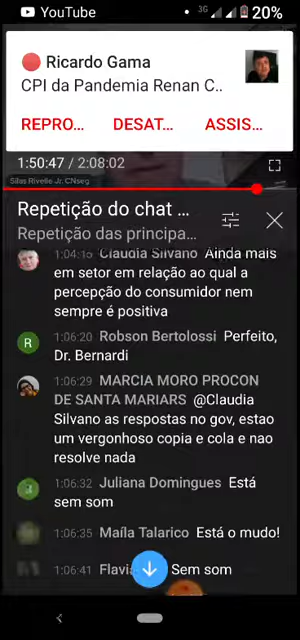 YouTube
3G
20%
Ricardo Gama
CPI da Pandemia Renan C..
REPRO... DESAT... ASSIS...
1:50:47 / 2:08:02
Silas Rivelle Jr. CNseg
Repetição do chat ...
Repetição das principa...
1:04:15 Claudia Silvano Ainda mais
em setor em relação ao qual a
percepção do consumidor nem
sempre é positiva
R
1:06:20 Robson Bertolossi Perfeito,
Dr. Bernardi
1:06:29 MARCIA MORO PROCON
DE SANTA MARIARS @Claudia
Silvano as respostas no gov, estao
um vergonhoso copia e cola e nao
resolve nada
1:06:32 Juliana Domingues Está
sem som
1:06:35 Maíla Talarico Está o mudo!
1:06:41 Flavia Sem som